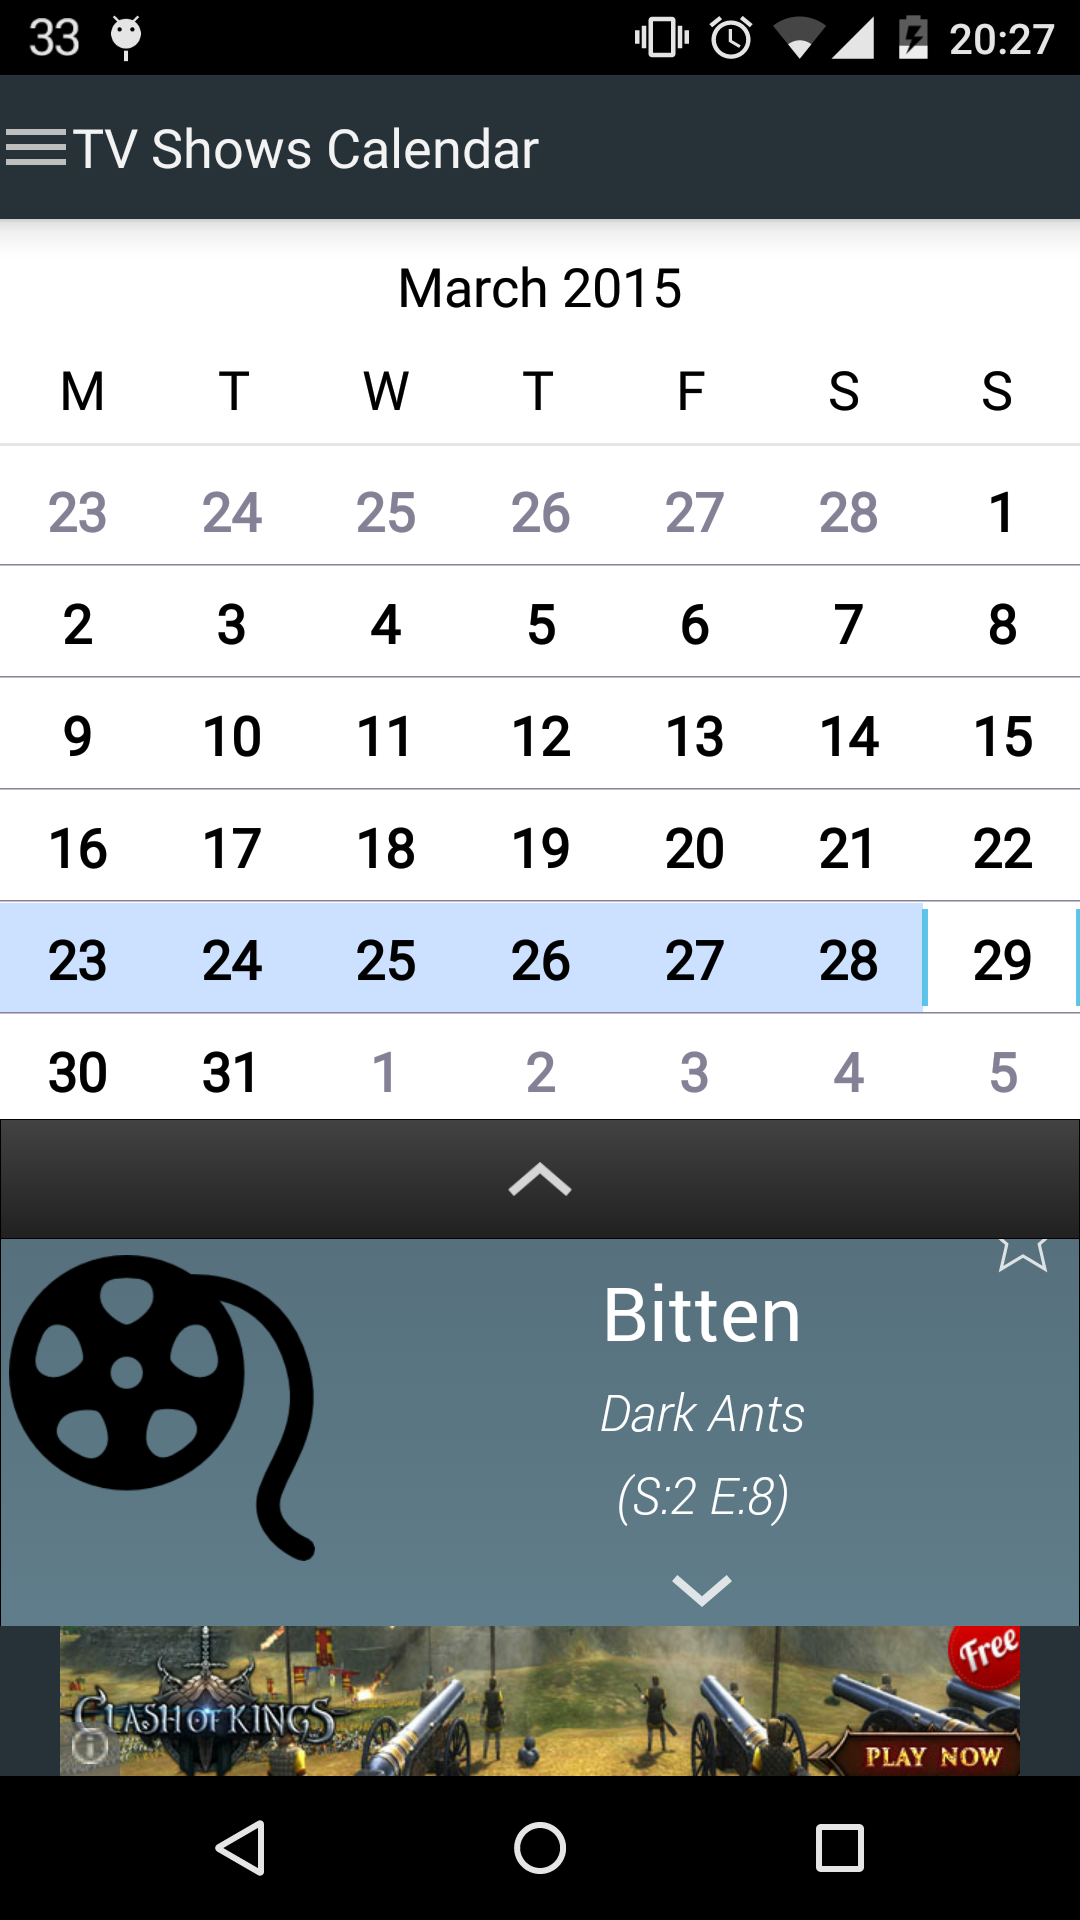 33 20:27
TV Shows Calendar
March 2015
M T W T F S S
23 24 25 26 27 28 1
2 3 4 5 6 7 8
9 10 11 12 13 14 15
16 17 18 19 20 21 22
23 24 25 26 27 28 29
30 31 1 2 3 4 5
Bitten
Dark Ants
(S:2 E:8)
Free
CLASH OF KINGS
PLAY NOW